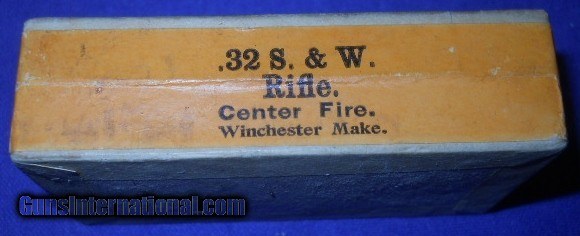 .32 S. & W.
Rifle.
Center Fire.
Winchester Make.
GunsInternational.com